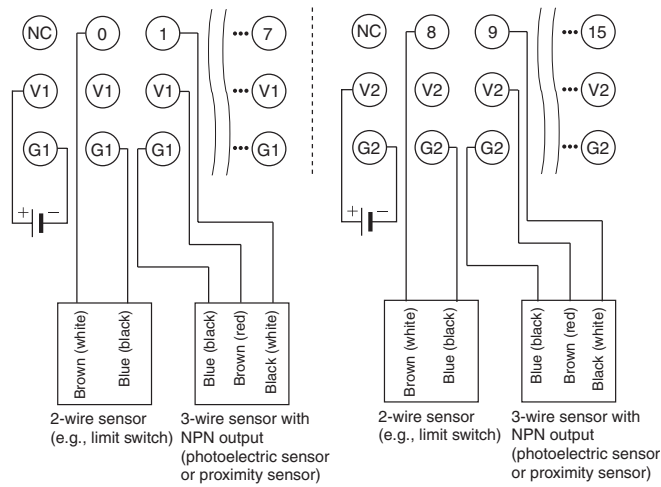 NC 0 1 ••• 7
V1 V1 V1 ••• V1
G1 G1 G1 ••• G1
+ −
Brown (white)
Blue (black)
Blue (black)
Brown (red)
Black (white)
2-wire sensor
(e.g., limit switch)
3-wire sensor with
NPN output
(photoelectric sensor
or proximity sensor)
NC 8 9 ••• 15
V2 V2 V2 ••• V2
G2 G2 G2 ••• G2
+ −
Brown (white)
Blue (black)
Blue (black)
Brown (red)
Black (white)
2-wire sensor
(e.g., limit switch)
3-wire sensor with
NPN output
(photoelectric sensor
or proximity sensor)